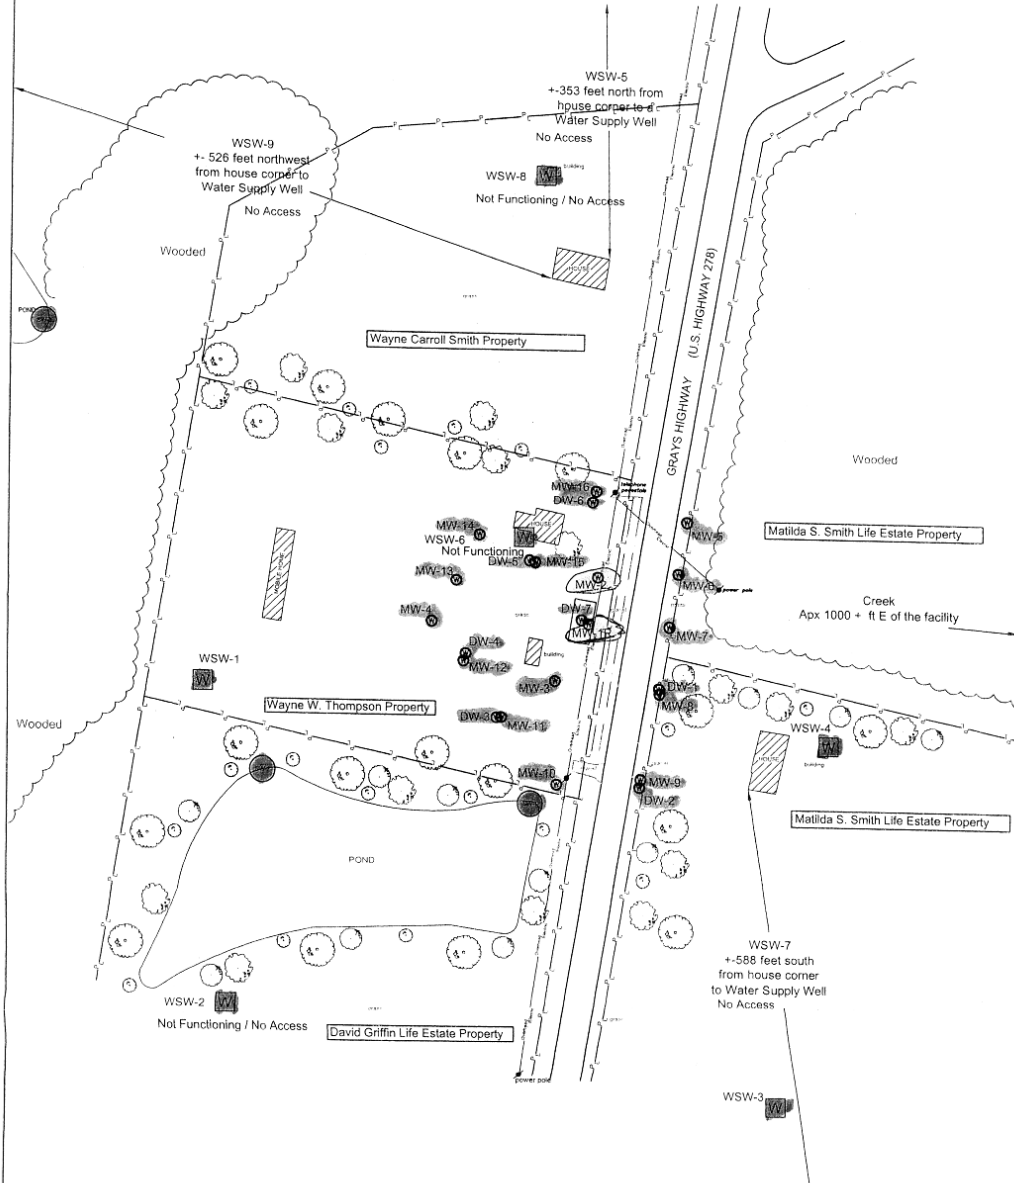 WSW-5
+-353 feet north from
house corner to a
Water Supply Well
No Access
WSW-9
+- 526 feet northwest
from house corner to
Water Supply Well
No Access
building
WSW-8
W
Not Functioning / No Access
Wooded
HOUSE
POND
Wayne Carroll Smith Property
GRAYS HIGHWAY (U.S. HIGHWAY 278)
Wooded
MW-16
DW-6
telephone
pedestals
HOUSE
MW-14
WSW-6
W
Not Functioning
MW-5
Matilda S. Smith Life Estate Property
DW-5
MW-15
MW-13
MW-2
MW-6
power pole
MOBILE HOME
Creek
Apx 1000 + ft E of the facility
MW-4
DW-7
MW-7
DW-4
building
MW-12
WSW-1
W
MW-3
DW-1
MW-8
Wayne W. Thompson Property
DW-3
MW-11
Wooded
WSW-4
W
HOUSE
building
MW-10
MW-9
DW-2
Matilda S. Smith Life Estate Property
POND
WSW-7
+-588 feet south
from house corner
to Water Supply Well
No Access
WSW-2
W
Not Functioning / No Access
David Griffin Life Estate Property
power pole
WSW-3
W